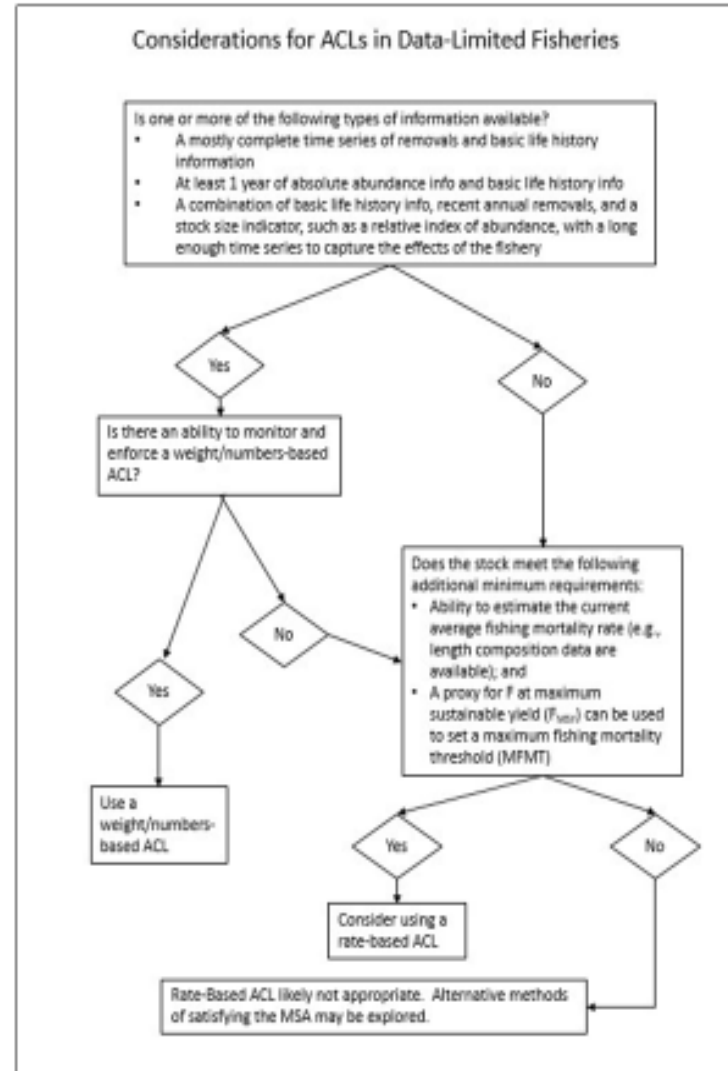 Considerations for ACLs in Data-Limited Fisheries
Is one or more of the following types of information available?
• A mostly complete time series of removals and basic life history
information
• At least 1 year of absolute abundance info and basic life history info
• A combination of basic life history info, recent annual removals, and a
stock size indicator, such as a relative index of abundance, with a long
enough time series to capture the effects of the fishery
Yes
No
Is there an ability to monitor and
enforce a weight/numbers-based
ACL?
Does the stock meet the following
additional minimum requirements:
• Ability to estimate the current
average fishing mortality rate (e.g.,
length composition data are
available); and
• A proxy for F at maximum
sustainable yield (FMSY) can be used
to set a maximum fishing mortality
threshold (MFMT)
No
Yes
Use a
weight/numbers-
based ACL
Yes
No
Consider using a
rate-based ACL
Rate-Based ACL likely not appropriate. Alternative methods
of satisfying the MSA may be explored.